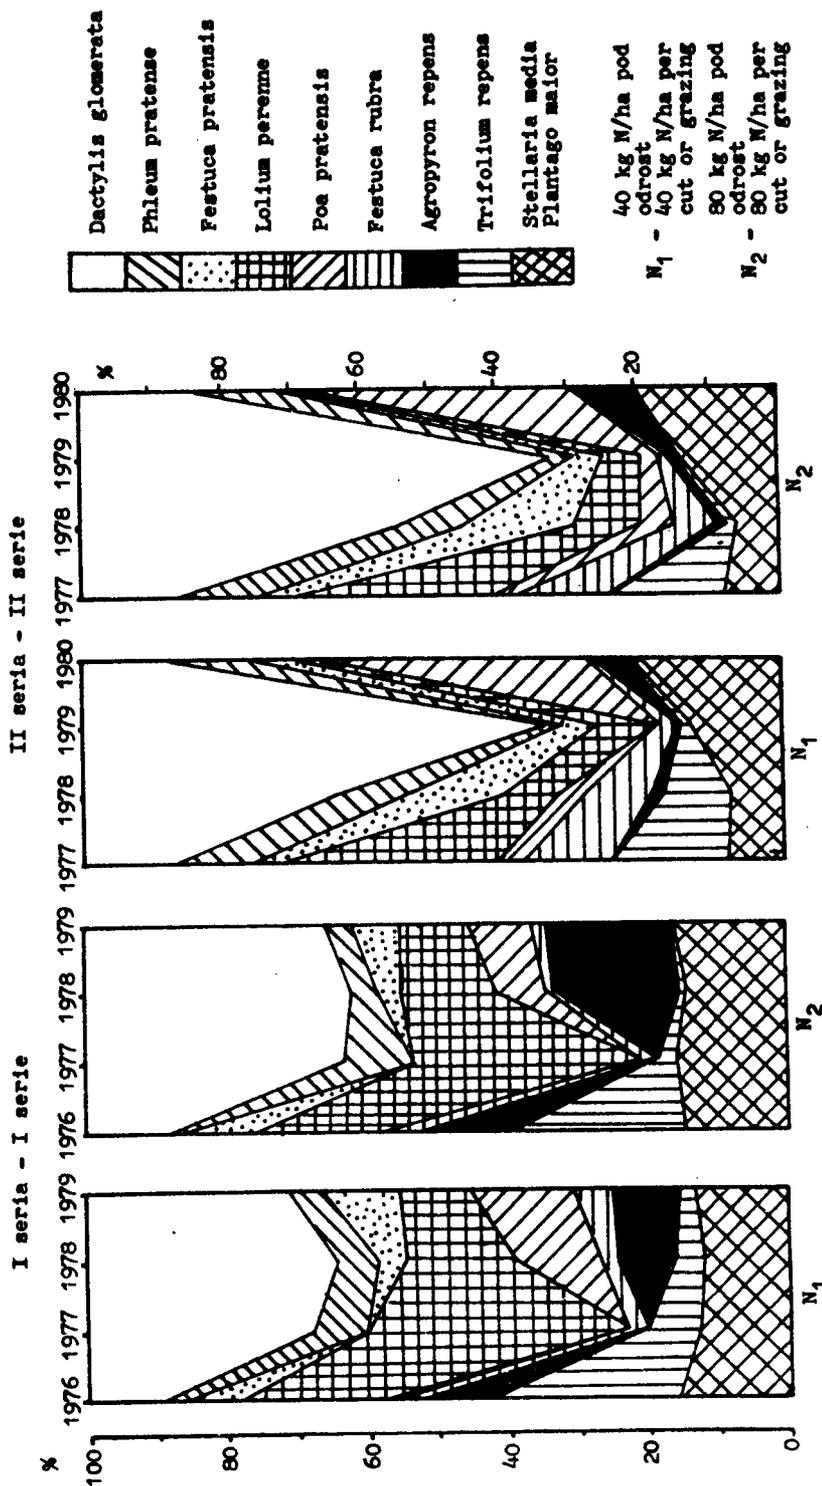 I seria - I serie
II seria - II serie
%
100
80
60
40
20
0
1976 1977 1978 1979
N1
1976 1977 1978 1979
N2
1977 1978 1979 1980
N1
1977 1978 1979 1980
N2
%
80
60
40
20
Dactylis glomerata
Phleum pratense
Festuca pratensis
Lolium perenne
Poa pratensis
Festuca rubra
Agropyron repens
Trifolium repens
Stellaria media
Plantago maior
40 kg N/ha pod
odrost
N1 - 40 kg N/ha per
cut or grazing
80 kg N/ha pod
odrost
N2 - 80 kg N/ha per
cut or grazing